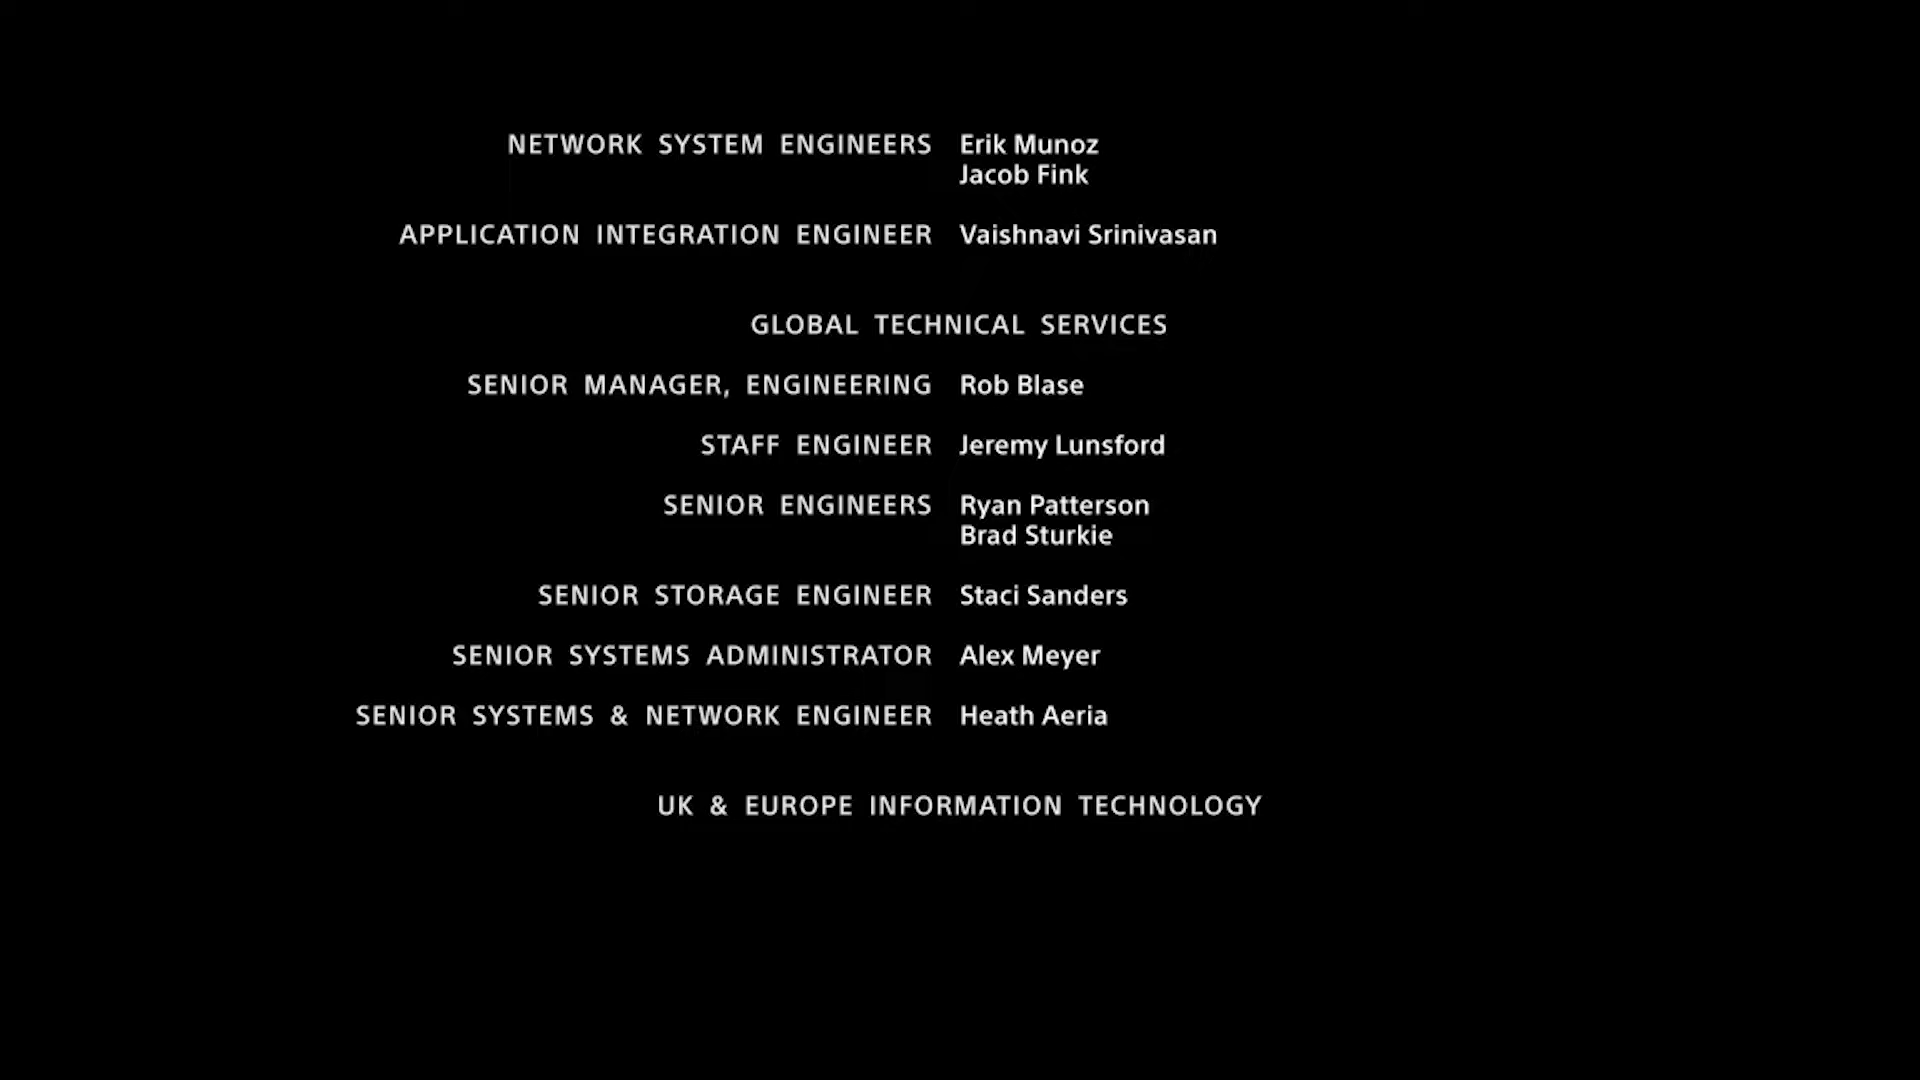 NETWORK SYSTEM ENGINEERS Erik Munoz
Jacob Fink
APPLICATION INTEGRATION ENGINEER Vaishnavi Srinivasan
GLOBAL TECHNICAL SERVICES
SENIOR MANAGER, ENGINEERING Rob Blase
STAFF ENGINEER Jeremy Lunsford
SENIOR ENGINEERS Ryan Patterson
Brad Sturkie
SENIOR STORAGE ENGINEER Staci Sanders
SENIOR SYSTEMS ADMINISTRATOR Alex Meyer
SENIOR SYSTEMS & NETWORK ENGINEER Heath Aeria
UK & EUROPE INFORMATION TECHNOLOGY